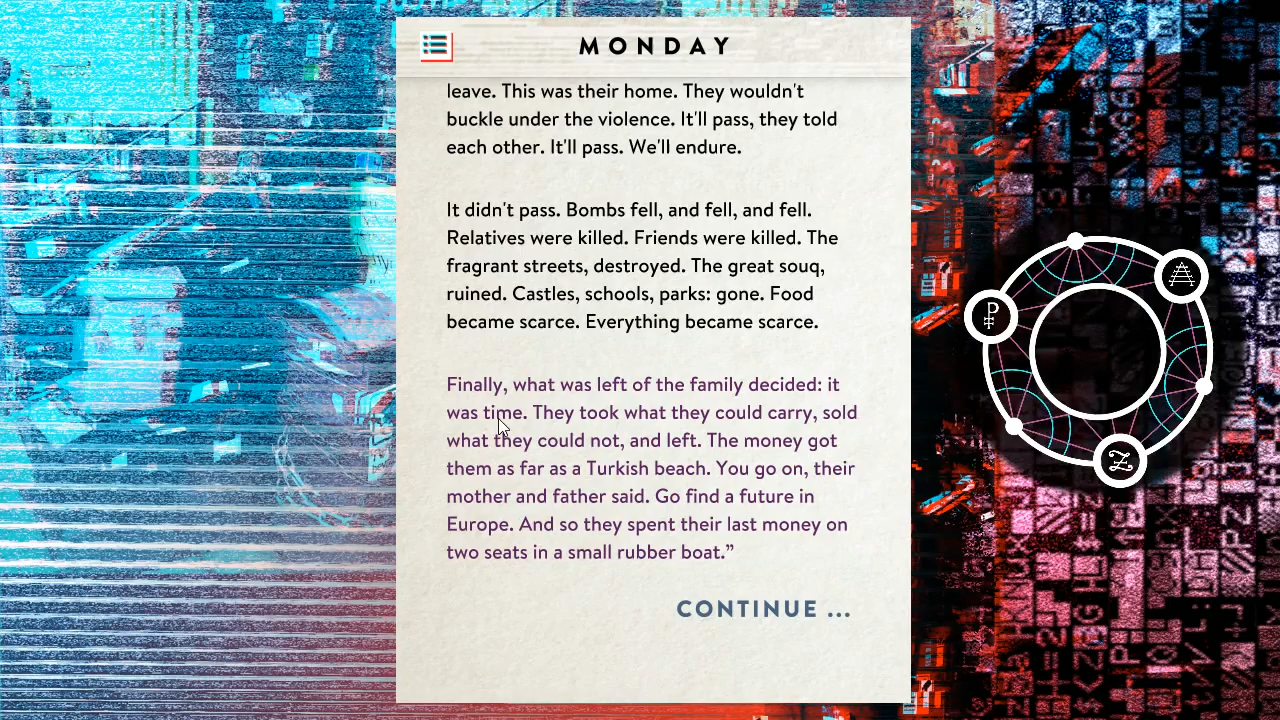 MONDAY
leave. This was their home. They wouldn't
buckle under the violence. It'll pass, they told
each other. It'll pass. We'll endure.
It didn't pass. Bombs fell, and fell, and fell.
Relatives were killed. Friends were killed. The
fragrant streets, destroyed. The great souq,
ruined. Castles, schools, parks: gone. Food
became scarce. Everything became scarce.
Finally, what was left of the family decided: it
was time. They took what they could carry, sold
what they could not, and left. The money got
them as far as a Turkish beach. You go on, their
mother and father said. Go find a future in
Europe. And so they spent their last money on
two seats in a small rubber boat.”
CONTINUE ...